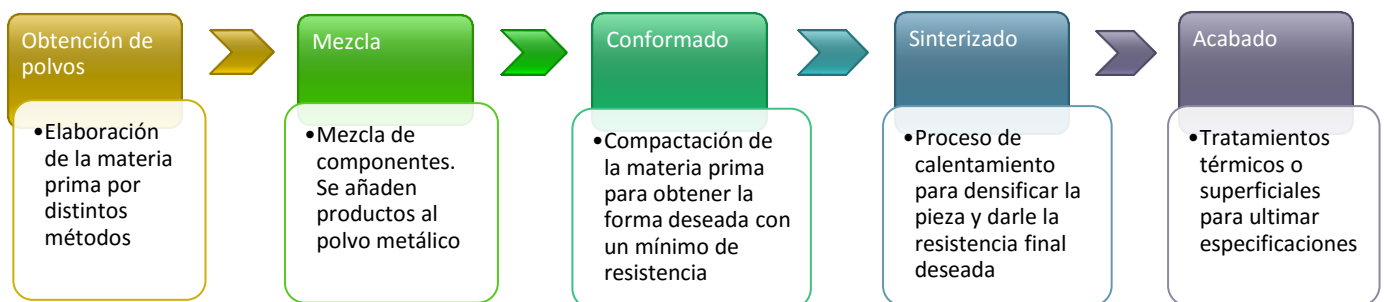 Obtención de
polvos
•Elaboración
de la materia
prima por
distintos
métodos
Mezcla
•Mezcla de
componentes.
Se añaden
productos al
polvo metálico
Conformado
•Compactación de
la materia prima
para obtener la
forma deseada con
un mínimo de
resistencia
Sinterizado
•Proceso de
calentamiento
para densificar la
pieza y darle la
resistencia final
deseada
Acabado
•Tratamientos
térmicos o
superficiales
para ultimar
especificaciones